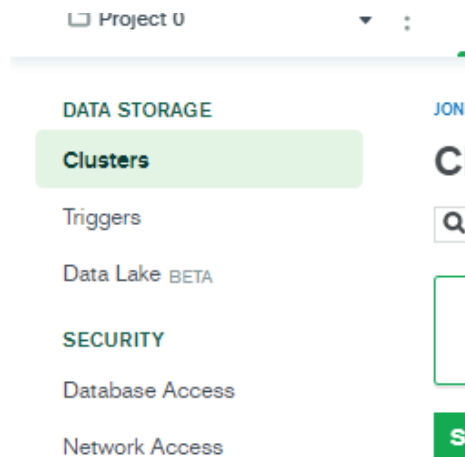 Project 0
DATA STORAGE
JON
Clusters
Triggers
Data Lake BETA
SECURITY
Database Access
Network Access